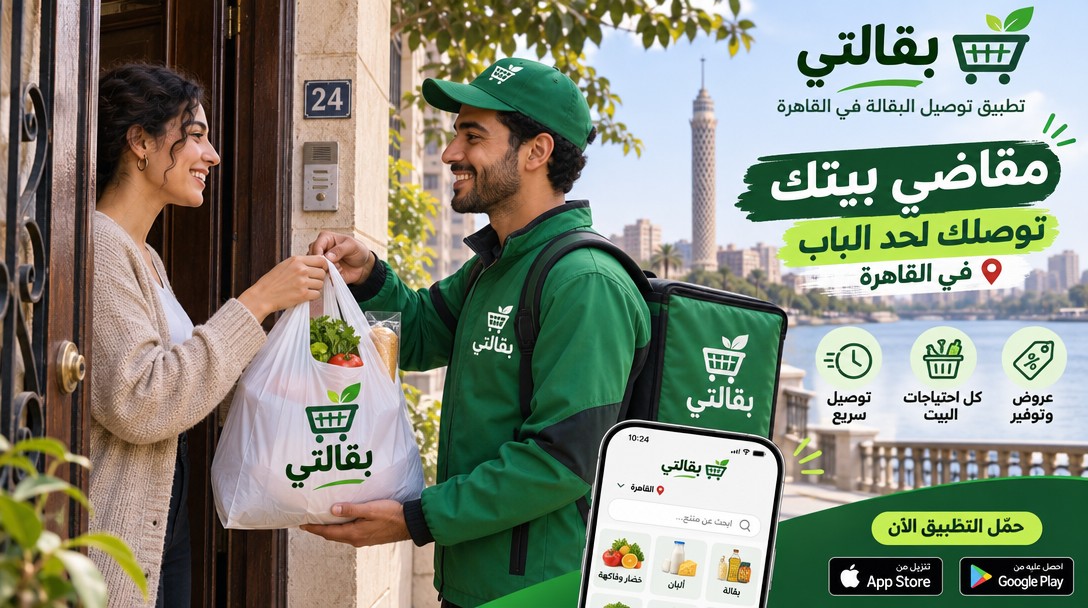 بقالتي
تطبيق توصيل البقالة في القاهرة
مقاضي بيتك
توصلك لحد الباب
في القاهرة
توصيل سريع
كل احتياجات البيت
عروض وتوفير
24
بقالتي
بقالتي
بقالتي
10:24
بقالتي
القاهرة
ابحث عن منتج...
خضار وفاكهة
ألبان
بقالة
حمّل التطبيق الآن
تنزيل من
App Store
احصل عليه من
Google Play